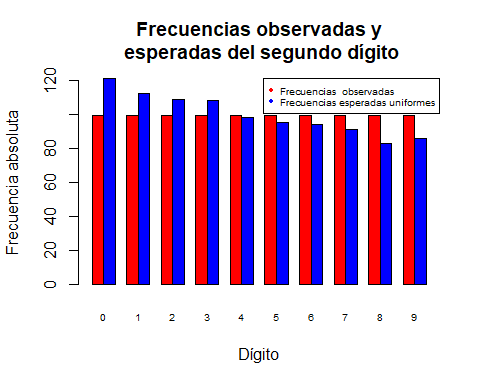 Frecuencias observadas y
esperadas del segundo dígito
Frecuencias observadas
Frecuencias esperadas uniformes
Frecuencia absoluta
120
80
60
40
20
0
0 1 2 3 4 5 6 7 8 9
Dígito